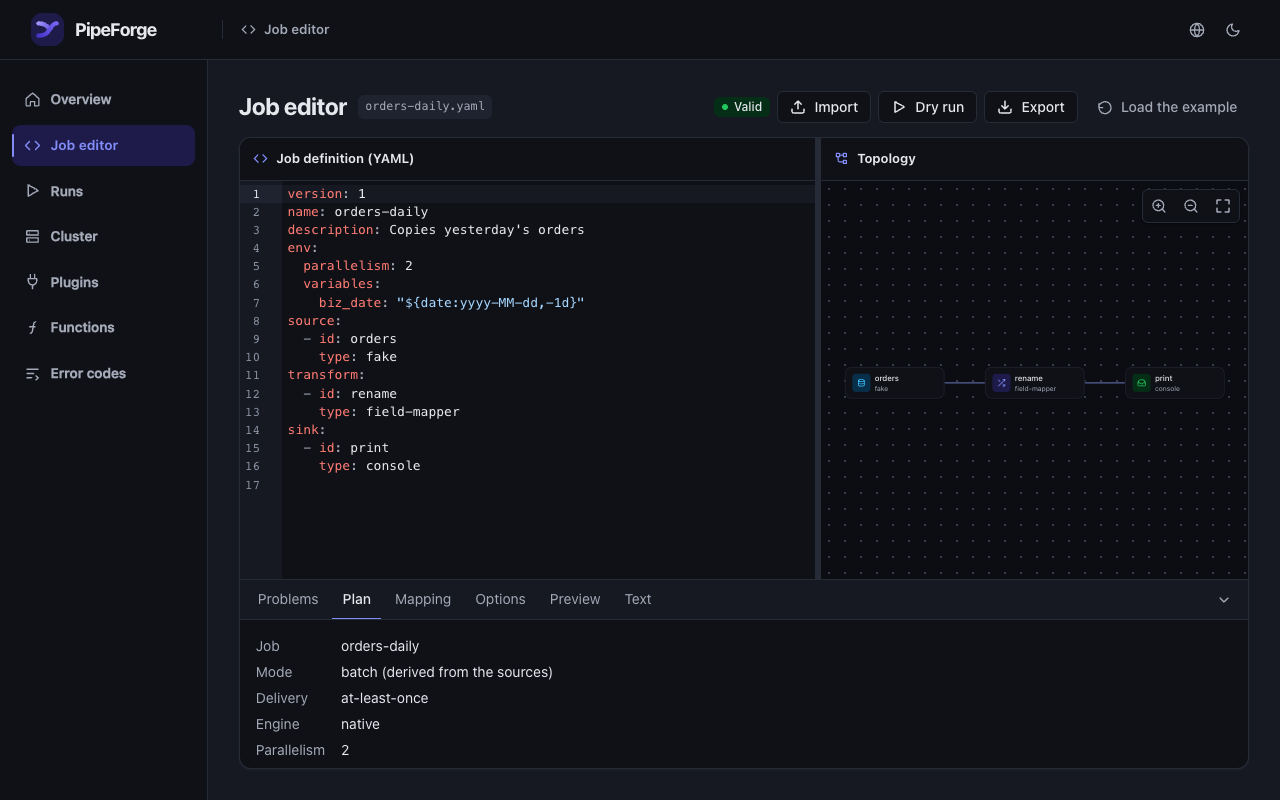 PipeForge
Job editor
Overview
Job editor
Runs
Cluster
Plugins
Functions
Error codes
Job editor
orders-daily.yaml
Valid
Import
Dry run
Export
Load the example
Job definition (YAML)
1 version: 1
2 name: orders-daily
3 description: Copies yesterday's orders
4 env:
5 parallelism: 2
6 variables:
7 biz_date: "${date:yyyy-MM-dd,-1d}"
8 source:
9 - id: orders
10 type: fake
11 transform:
12 - id: rename
13 type: field-mapper
14 sink:
15 - id: print
16 type: console
17
Topology
orders
fake
rename
field-mapper
print
console
Problems Plan Mapping Options Preview Text
Job orders-daily
Mode batch (derived from the sources)
Delivery at-least-once
Engine native
Parallelism 2